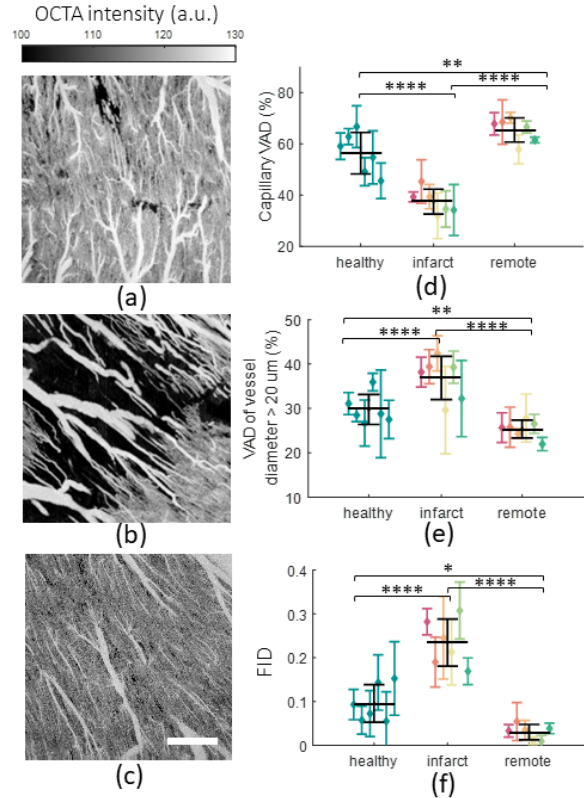 OCTA intensity (a.u.)
100 110 120 130
(a)
(b)
(c)
**
**** ****
Capillary VAD (%)
80
60
40
20
healthy infarct remote
(d)
**
**** ****
VAD of vessel
diameter > 20 um (%)
50
40
30
20
10
healthy infarct remote
(e)
*
**** ****
FID
0.4
0.3
0.2
0.1
0
healthy infarct remote
(f)